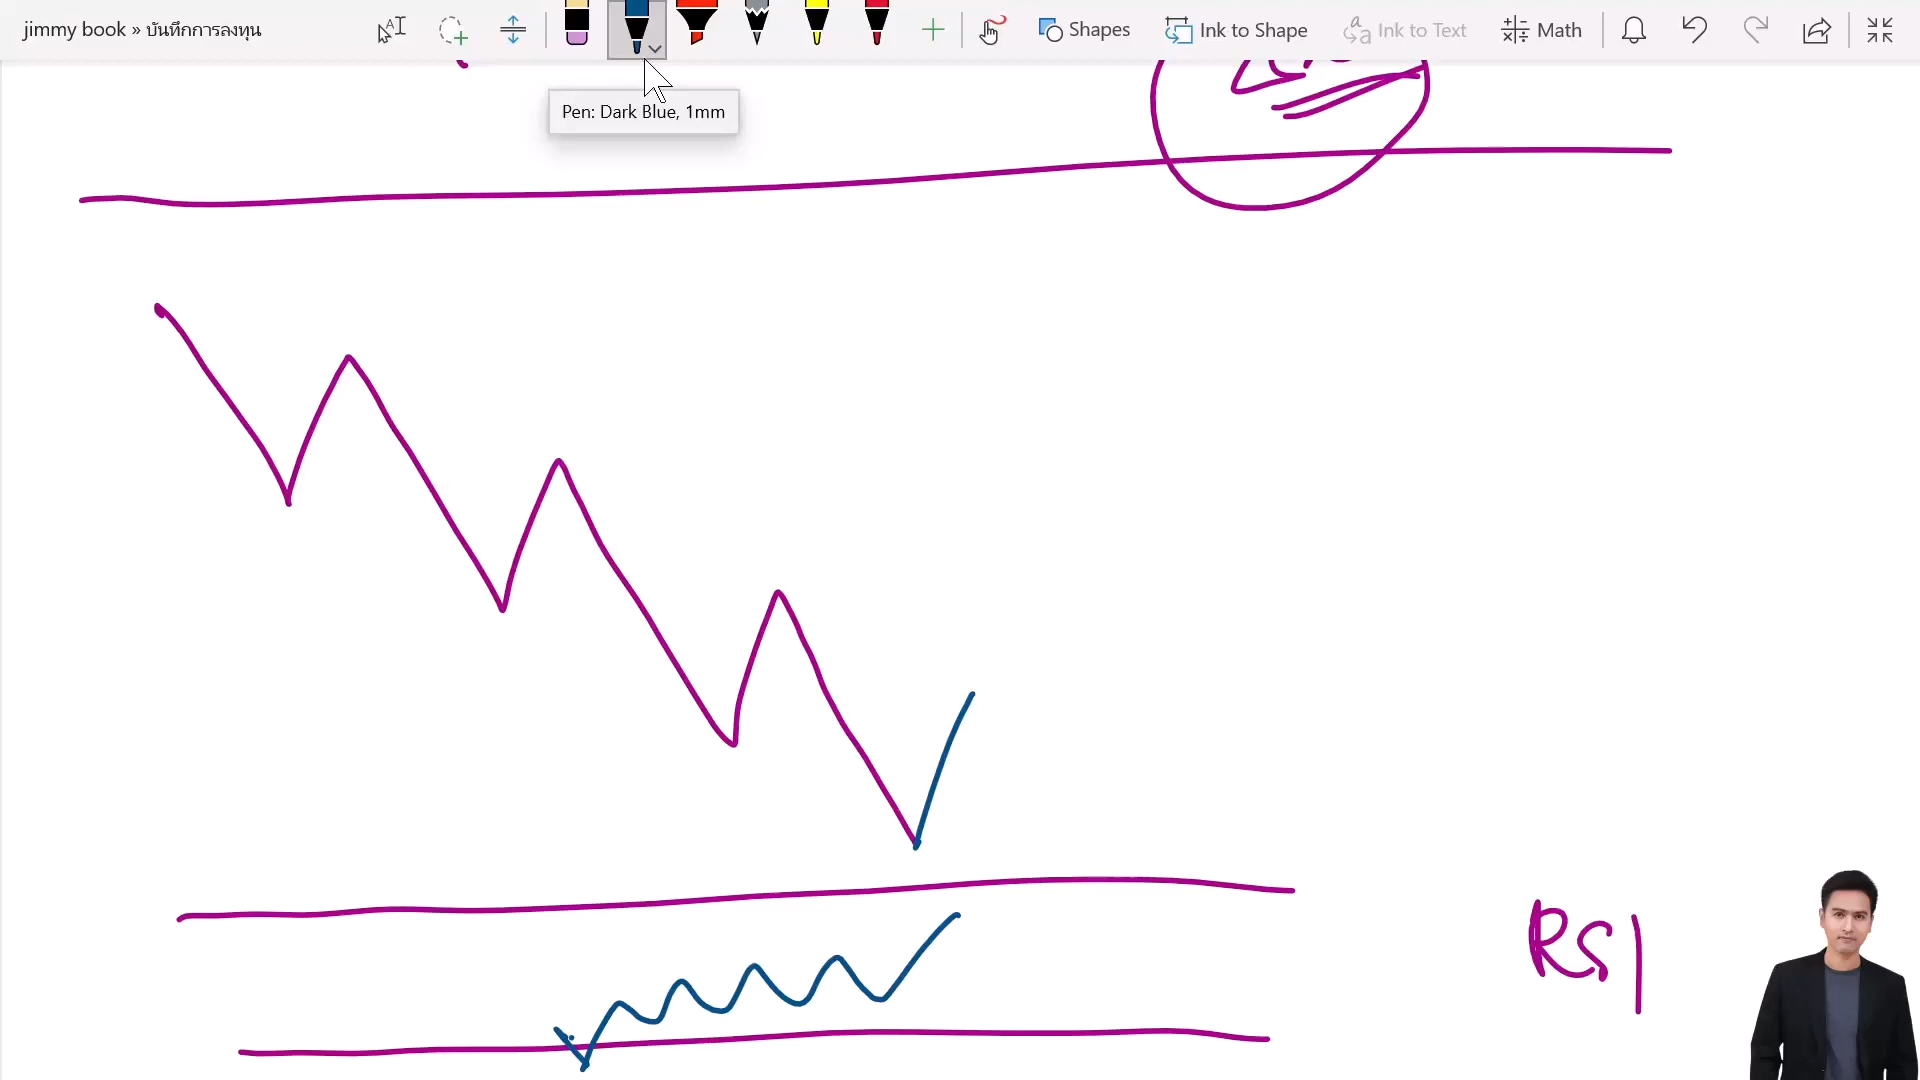 jimmy book » บันทึกการลงทุน
Shapes
Ink to Shape
Ink to Text
Math
Pen: Dark Blue, 1mm
RSI